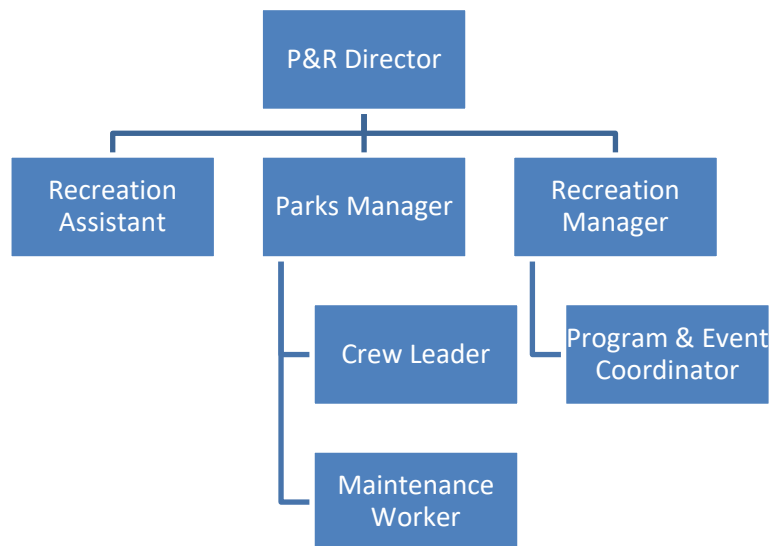 P&R Director
Recreation
Assistant
Parks Manager
Recreation
Manager
Crew Leader
Program & Event
Coordinator
Maintenance
Worker